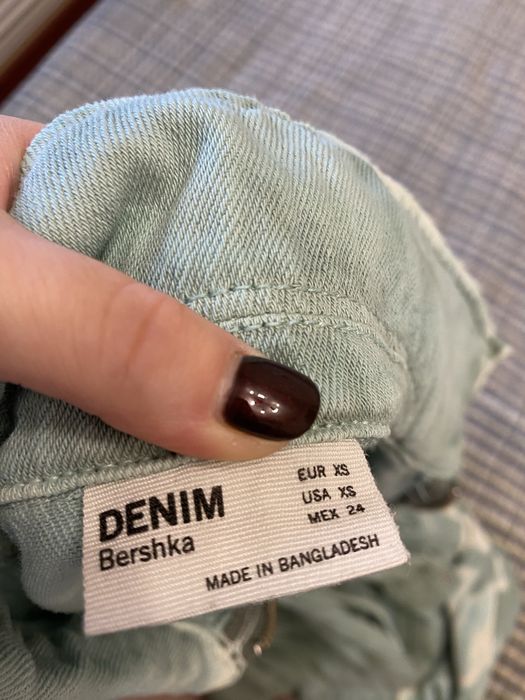 DENIM
Bershka
EUR XS
USA XS
MEX 24
MADE IN BANGLADESH